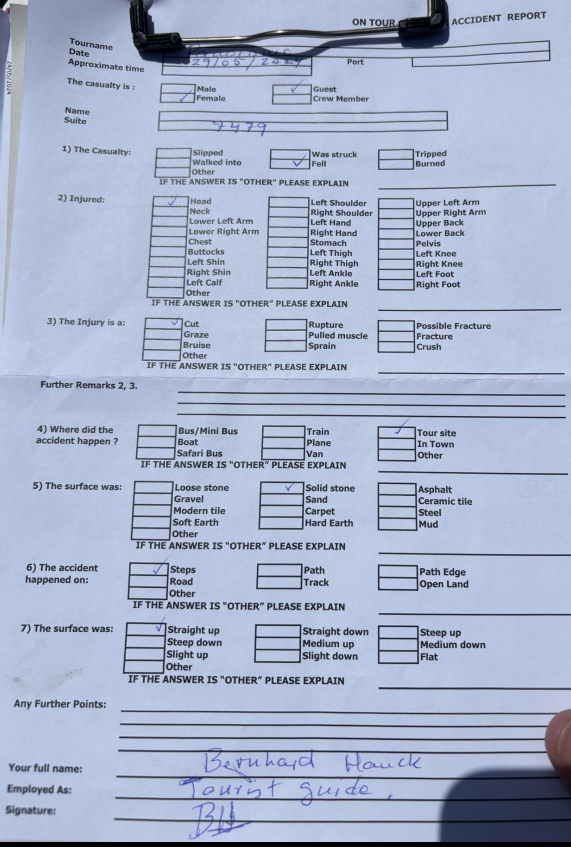 ON TOUR ACCIDENT REPORT
Tourname
Date 29/05/2024
Approximate time Port
24/05/2024
The casualty is : Male Guest
✓ Female ✓ Crew Member
Name
Suite 7479
1) The Casualty: Slipped Was struck Tripped
Walked into ✓ Fell Burned
Other
IF THE ANSWER IS "OTHER" PLEASE EXPLAIN
2) Injured: ✓ Head Left Shoulder Upper Left Arm
Neck Right Shoulder Upper Right Arm
Lower Left Arm Left Hand Upper Back
Lower Right Arm Right Hand Lower Back
Chest Stomach Pelvis
Buttocks Left Thigh Left Knee
Left Shin Right Thigh Right Knee
Right Shin Left Ankle Left Foot
Left Calf Right Ankle Right Foot
Other
IF THE ANSWER IS "OTHER" PLEASE EXPLAIN
3) The Injury is a: ✓ Cut Rupture Possible Fracture
Graze Pulled muscle Fracture
Bruise Sprain Crush
Other
IF THE ANSWER IS "OTHER" PLEASE EXPLAIN
Further Remarks 2, 3.
4) Where did the Bus/Mini Bus Train ✓ Tour site
accident happen ? Boat Plane In Town
Safari Bus Van Other
IF THE ANSWER IS "OTHER" PLEASE EXPLAIN
5) The surface was: Loose stone ✓ Solid stone Asphalt
Gravel Sand Ceramic tile
Modern tile Carpet Steel
Soft Earth Hard Earth Mud
Other
IF THE ANSWER IS "OTHER" PLEASE EXPLAIN
6) The accident ✓ Steps Path Path Edge
happened on: Road Track Open Land
Other
IF THE ANSWER IS "OTHER" PLEASE EXPLAIN
7) The surface was: ✓ Straight up Straight down Steep up
Steep down Medium up Medium down
Slight up Slight down Flat
Other
IF THE ANSWER IS "OTHER" PLEASE EXPLAIN
Any Further Points:
Your full name: Bernhard Hauck
Employed As: Tourist guide.
Signature: BH